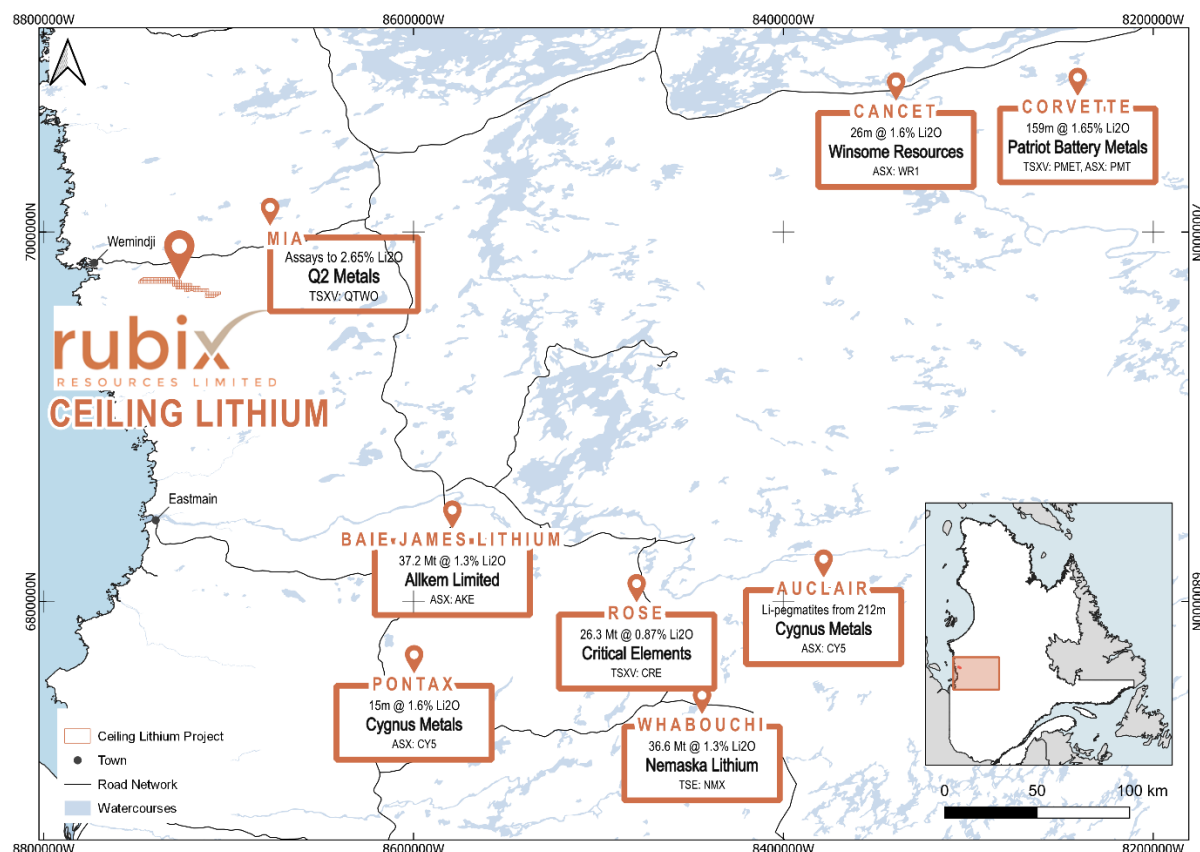 8800000W
8600000W
8400000W
8200000W
CANCET
26m @ 1.6% Li2O
Winsome Resources
ASX: WR1
CORVETTE
159m @ 1.65% Li2O
Patriot Battery Metals
TSXV: PMET, ASX: PMT
7000000N
7000000N
Wemindji
MIA
Assays to 2.65% Li2O
Q2 Metals
TSXV: QTWO
rubix
RESOURCES LIMITED
CEILING LITHIUM
Eastmain
BAIE-JAMES-LITHIUM
37.2 Mt @ 1.3% Li2O
Allkem Limited
ASX: AKE
ROSE
26.3 Mt @ 0.87% Li2O
Critical Elements
TSXV: CRE
AUCLAIR
Li-pegmatites from 212m
Cygnus Metals
ASX: CY5
6800000N
6800000N
PONTAX
15m @ 1.6% Li2O
Cygnus Metals
ASX: CY5
WHABOUCHI
36.6 Mt @ 1.3% Li2O
Nemaska Lithium
TSE: NMX
Ceiling Lithium Project
Town
Road Network
Watercourses
0 50 100 km
8800000W
8600000W
8400000W
8200000W